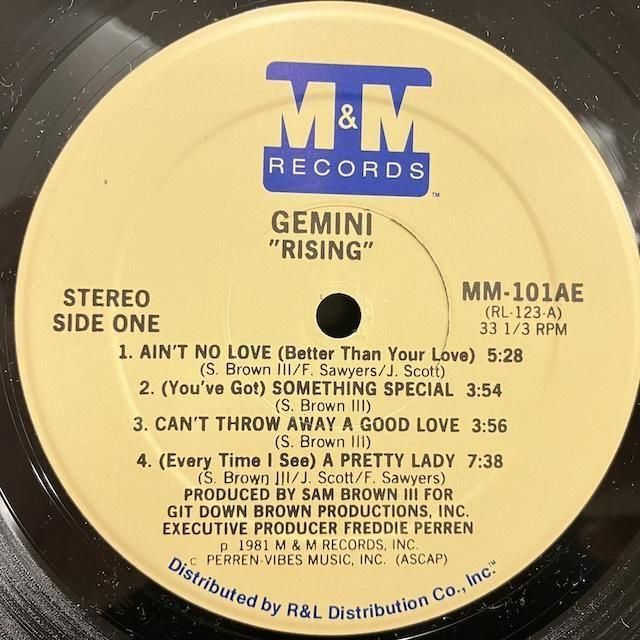 M&M
RECORDS
TM
GEMINI
"RISING"
STEREO
SIDE ONE
MM-101AE
(RL-123-A)
33 1/3 RPM
1. AIN'T NO LOVE (Better Than Your Love) 5:28
(S. Brown III/F. Sawyers/J. Scott)
2. (You've Got) SOMETHING SPECIAL 3:54
(S. Brown III)
3. CAN'T THROW AWAY A GOOD LOVE 3:56
(S. Brown III)
4. (Every Time I See) A PRETTY LADY 7:38
(S. Brown III/J. Scott/F. Sawyers)
PRODUCED BY SAM BROWN III FOR
GIT DOWN BROWN PRODUCTIONS, INC.
EXECUTIVE PRODUCER FREDDIE PERREN
p 1981 M & M RECORDS, INC.
c PERREN-VIBES MUSIC, INC. (ASCAP)
Distributed by R&L Distribution Co., Inc.™